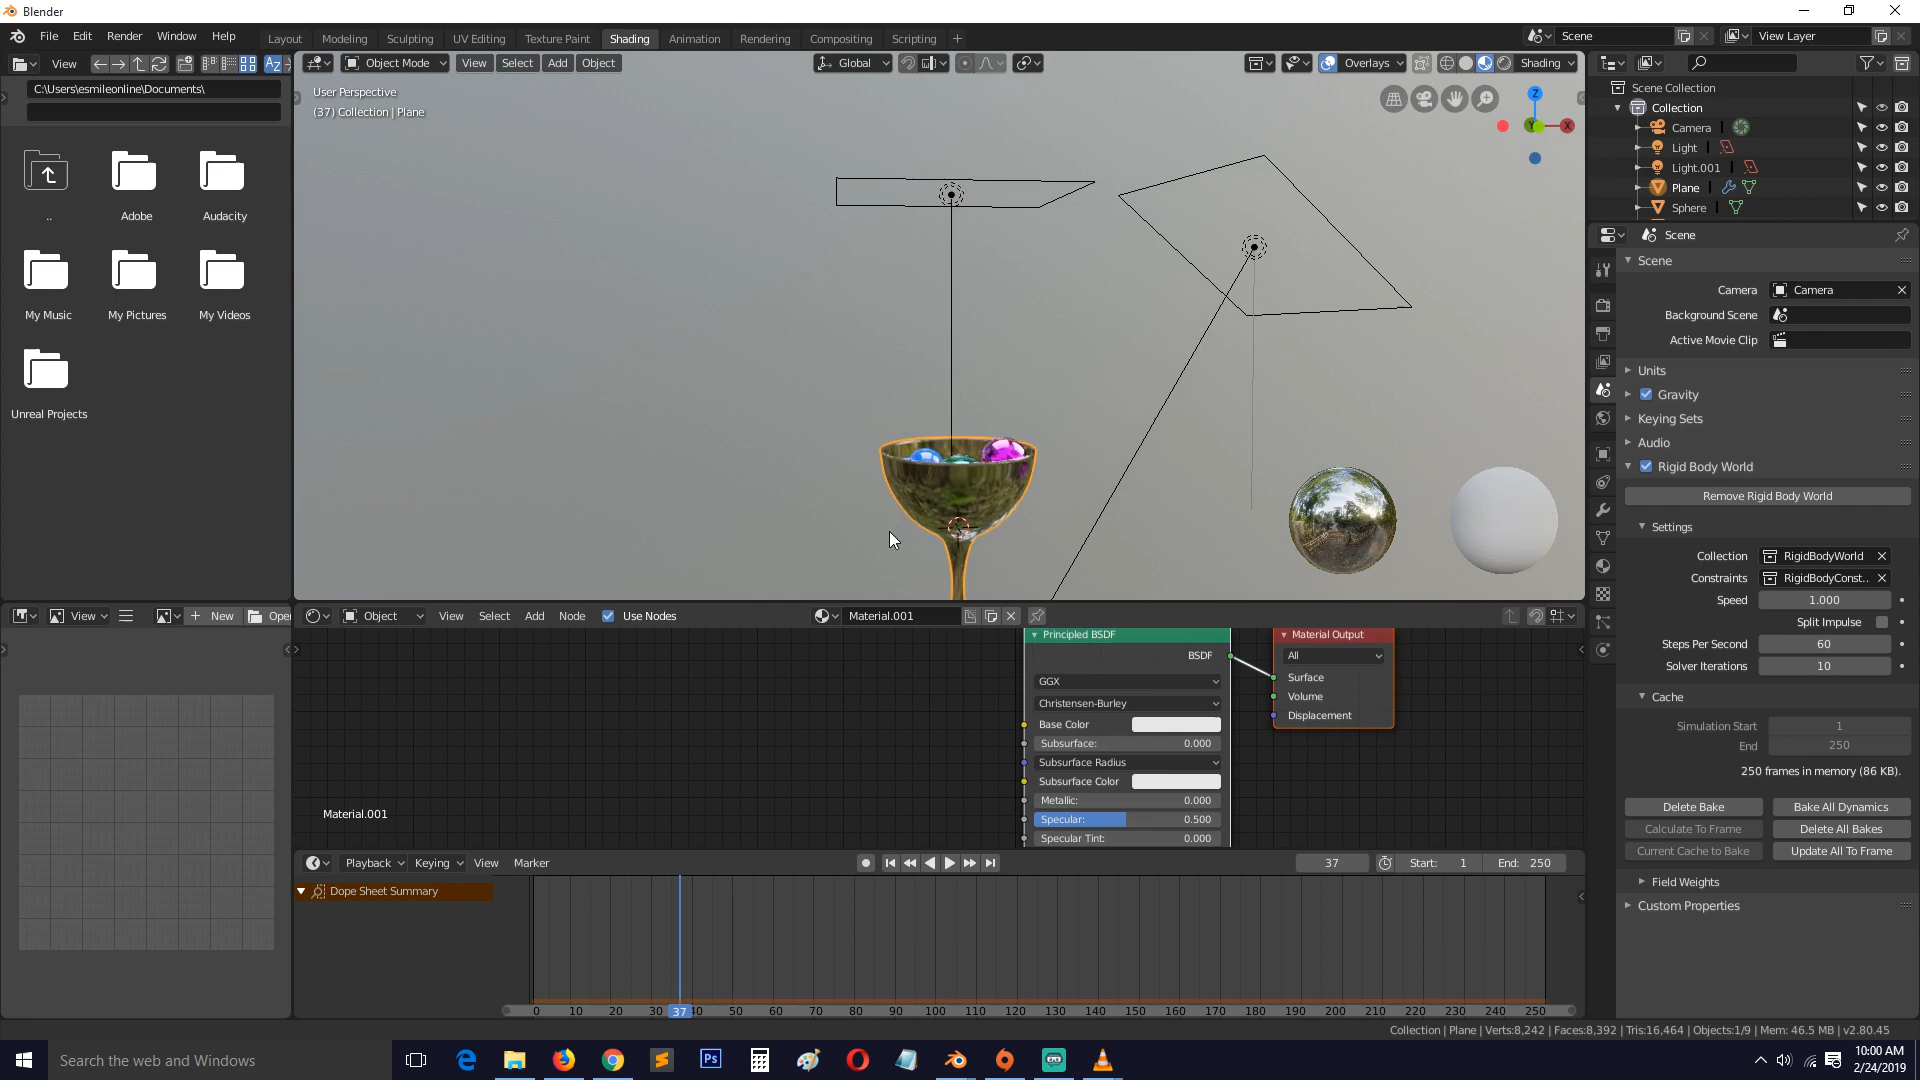 Blender
File Edit Render Window Help
Layout Modeling Sculpting UV Editing Texture Paint Shading Animation Rendering Compositing Scripting +
Scene
View Layer
View
C:\Users\esmileonline\Documents\
..
Adobe
Audacity
My Music
My Pictures
My Videos
Unreal Projects
Object Mode View Select Add Object
Global
Overlays
Shading
User Perspective
(37) Collection | Plane
Z
Y
X
Scene Collection
Collection
Camera
Light
Light.001
Plane
Sphere
Scene
Scene
Camera Camera
Background Scene
Active Movie Clip
Units
Gravity
Keying Sets
Audio
Rigid Body World
Remove Rigid Body World
Settings
Collection RigidBodyWorld
Constraints RigidBodyConst..
Speed 1.000
Split Impulse
Steps Per Second 60
Solver Iterations 10
Cache
Simulation Start 1
End 250
250 frames in memory (86 KB).
Delete Bake Bake All Dynamics
Calculate To Frame Delete All Bakes
Current Cache to Bake Update All To Frame
Field Weights
Custom Properties
View New Open
Object View Select Add Node Use Nodes Material.001
Principled BSDF
BSDF
GGX
Christensen-Burley
Base Color
Subsurface: 0.000
Subsurface Radius
Subsurface Color
Metallic: 0.000
Specular: 0.500
Specular Tint: 0.000
Material Output
All
Surface
Volume
Displacement
Material.001
Playback Keying View Marker
37 Start: 1 End: 250
Dope Sheet Summary
0 10 20 30 37 40 50 60 70 80 90 100 110 120 130 140 150 160 170 180 190 200 210 220 230 240 250
Collection | Plane | Verts:8,242 | Faces:8,392 | Tris:16,464 | Objects:1/9 | Mem: 46.5 MB | v2.80.45
Search the web and Windows
Ps
10:00 AM
2/24/2019